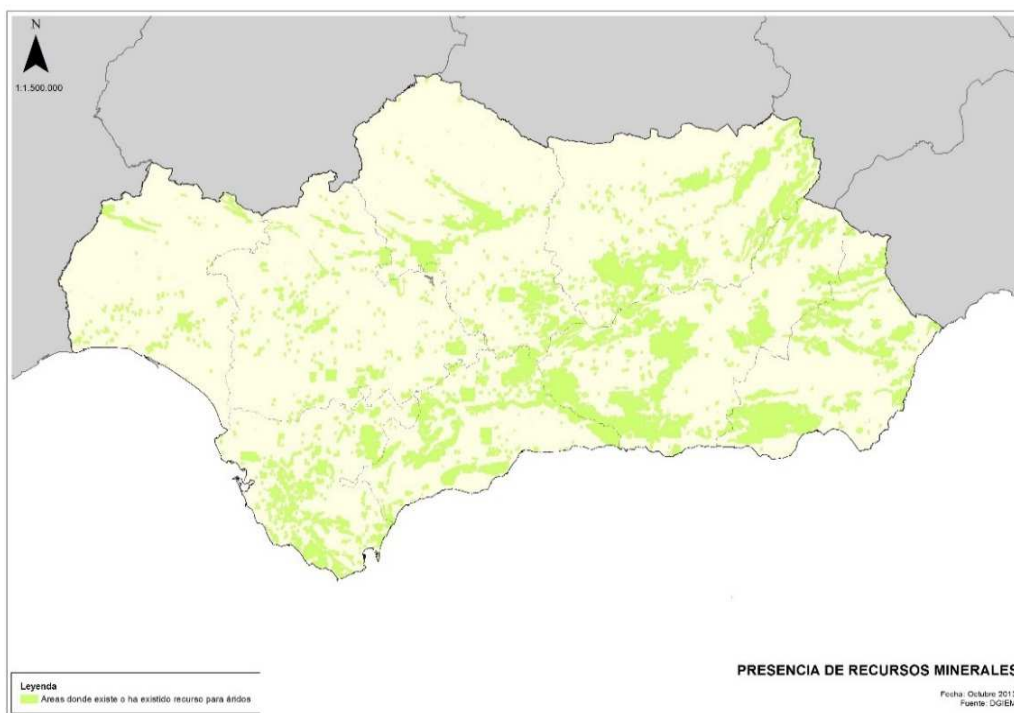 N
1:1.500.000
PRESENCIA DE RECURSOS MINERALES
Leyenda
Areas donde existe o ha existido recurso para áridos
Fecha: Octubre
Fuente: DGIEM